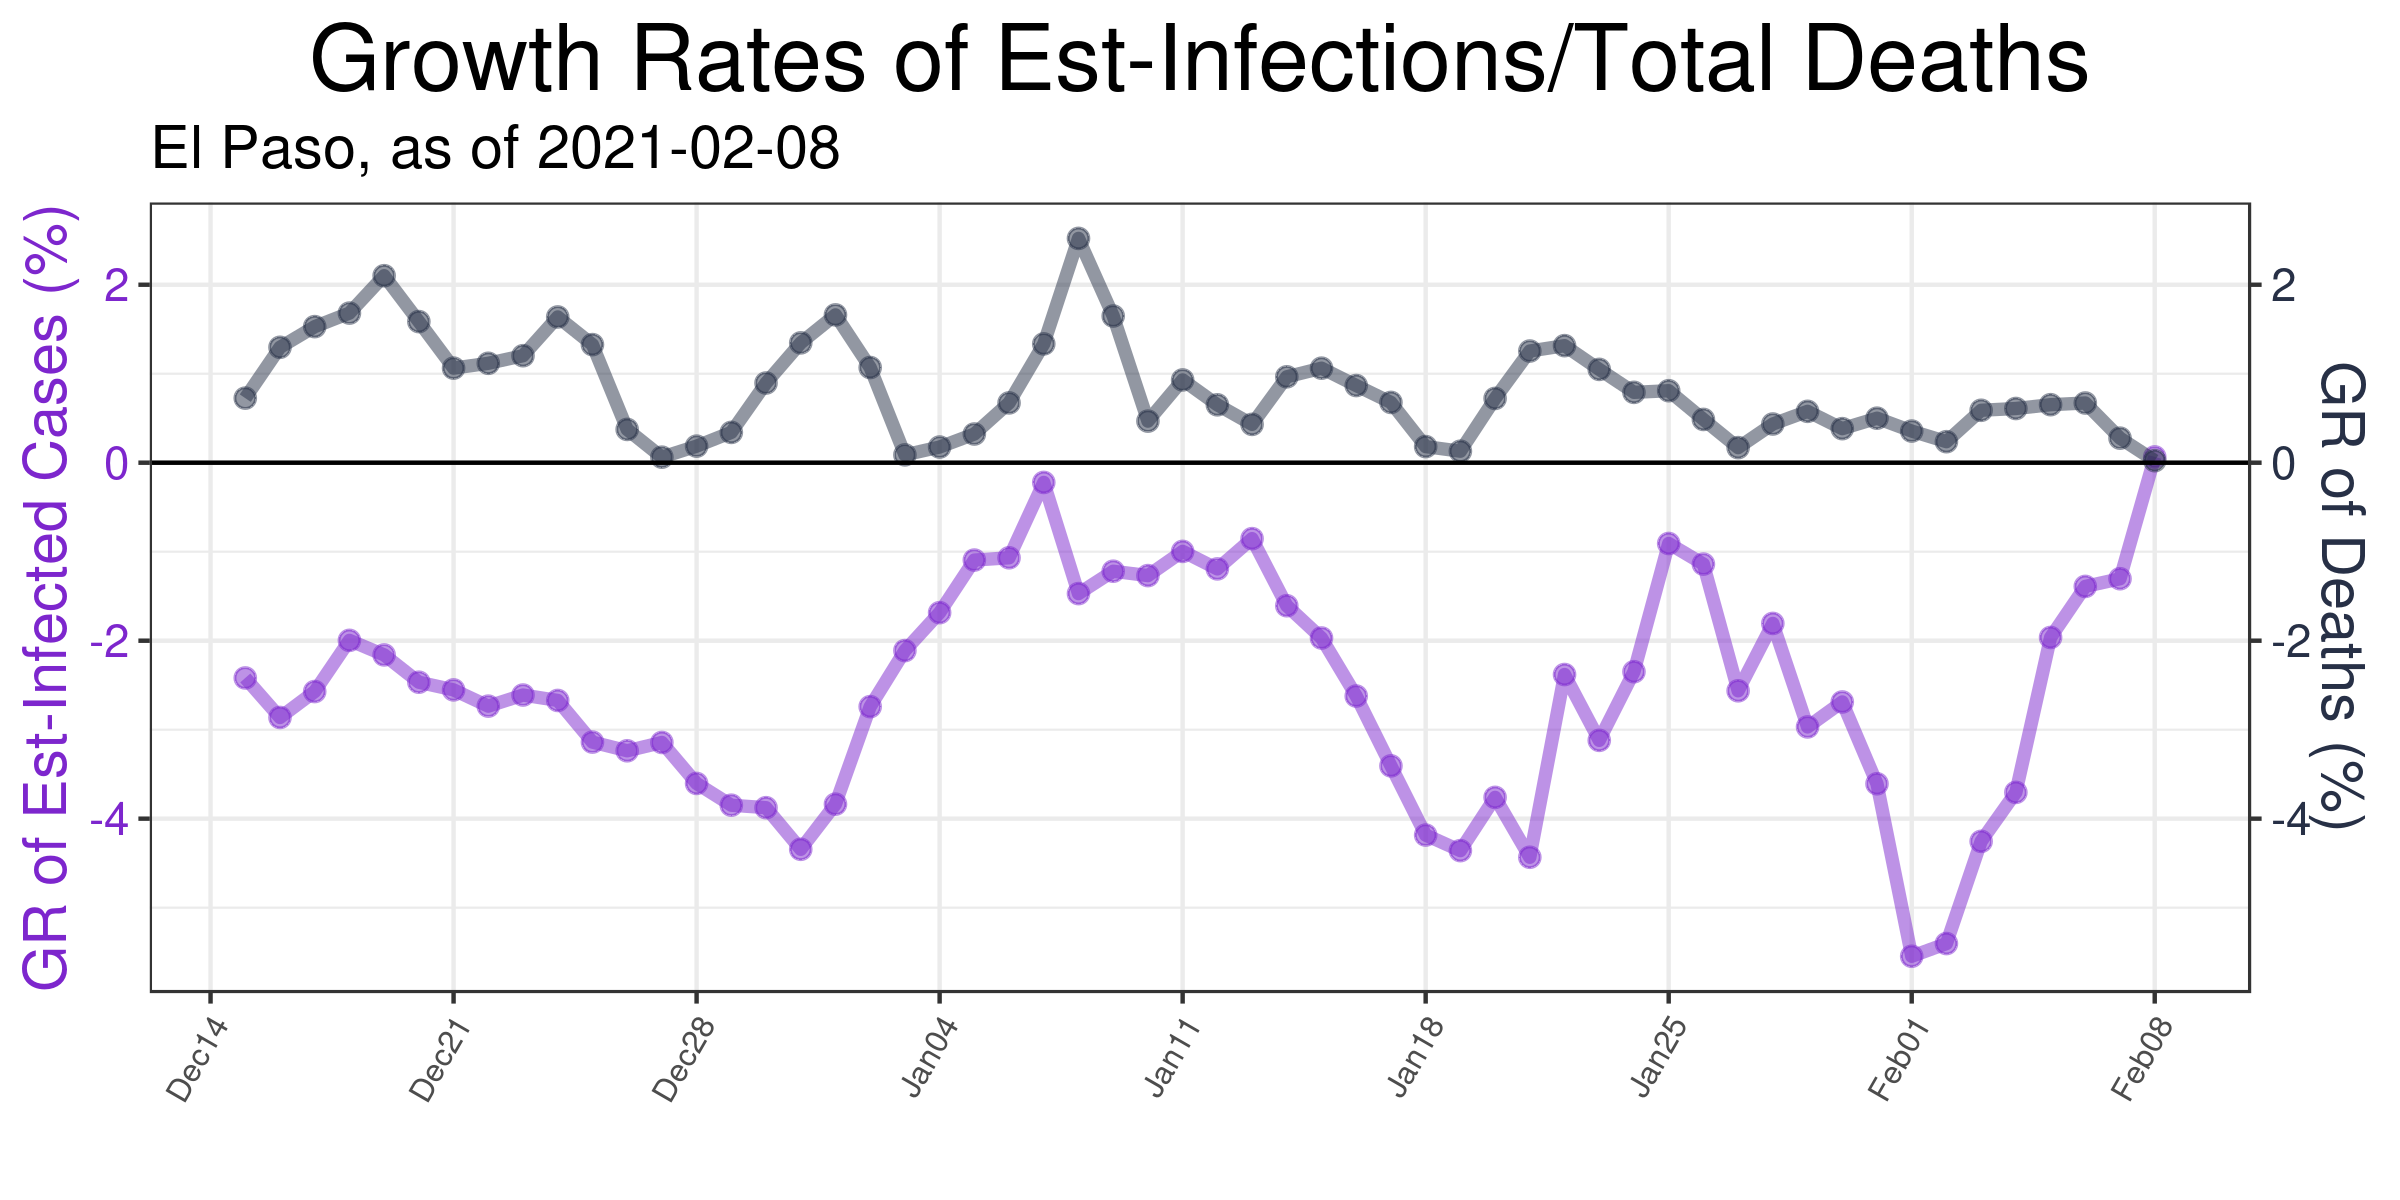 Growth Rates of Est-Infections/Total Deaths
El Paso, as of 2021-02-08
GR of Est-Infected Cases (%)
2
0
-2
-4
2
0
-2
-4
GR of Deaths (%)
Dec14
Dec21
Dec28
Jan04
Jan11
Jan18
Jan25
Feb01
Feb08